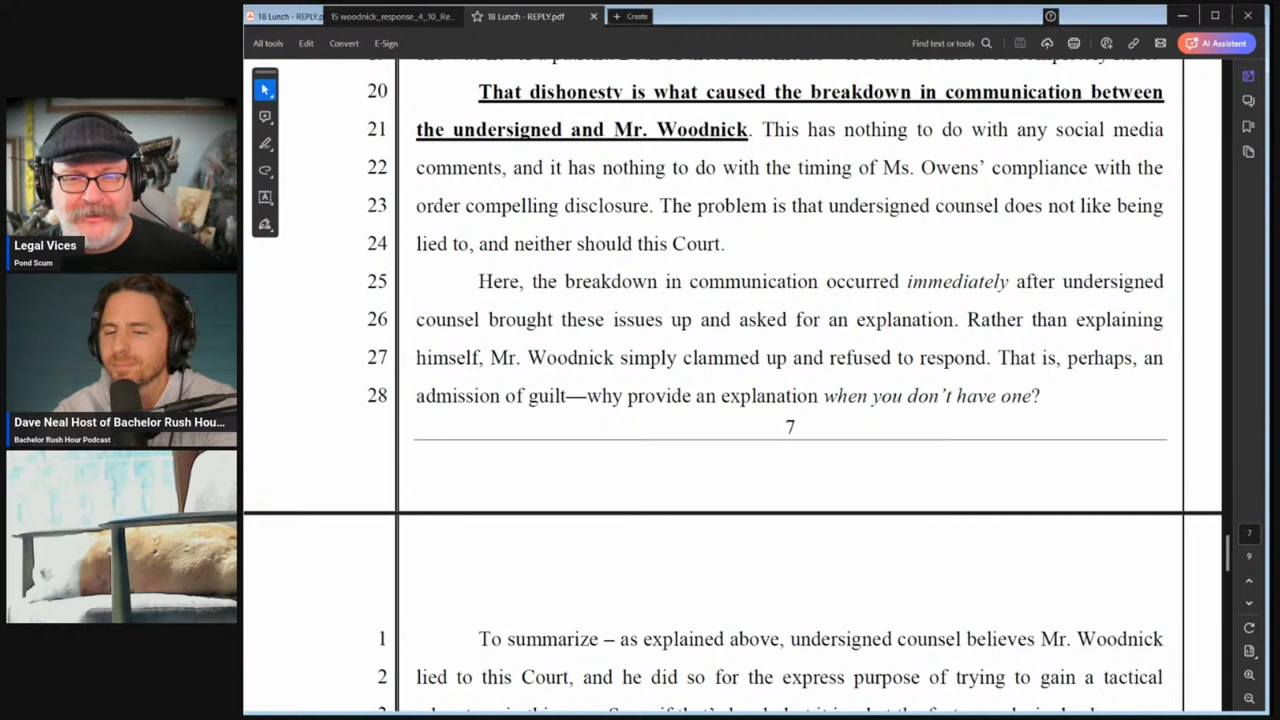 18 Lunch - REPLY.p
15 woodnick_response_4_10_Re...
18 Lunch - REPLY.pdf
Create
All tools
Edit
Convert
E-Sign
Find text or tools
AI Assistant
20 That dishonesty is what caused the breakdown in communication between
21 the undersigned and Mr. Woodnick. This has nothing to do with any social media
22 comments, and it has nothing to do with the timing of Ms. Owens’ compliance with the
23 order compelling disclosure. The problem is that undersigned counsel does not like being
24 lied to, and neither should this Court.
25 Here, the breakdown in communication occurred immediately after undersigned
26 counsel brought these issues up and asked for an explanation. Rather than explaining
27 himself, Mr. Woodnick simply clammed up and refused to respond. That is, perhaps, an
28 admission of guilt—why provide an explanation when you don’t have one?
7
1 To summarize – as explained above, undersigned counsel believes Mr. Woodnick
2 lied to this Court, and he did so for the express purpose of trying to gain a tactical
7
9
Legal Vices
Pond Scum
Dave Neal Host of Bachelor Rush Hou...
Bachelor Rush Hour Podcast